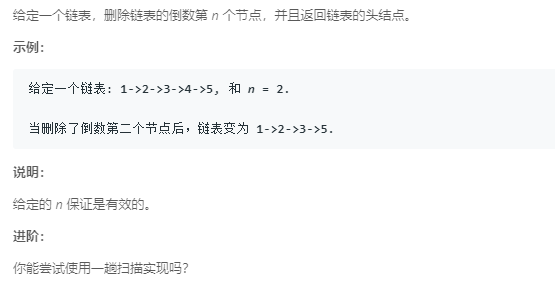 给定一个链表，删除链表的倒数第 n 个节点，并且返回链表的头结点。
示例：
给定一个链表: 1->2->3->4->5, 和 n = 2.
当删除了倒数第二个节点后，链表变为 1->2->3->5.
说明：
给定的 n 保证是有效的。
进阶：
你能尝试使用一趟扫描实现吗？